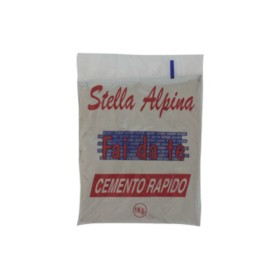 Stella Alpina
Fai da te
CEMENTO RAPIDO